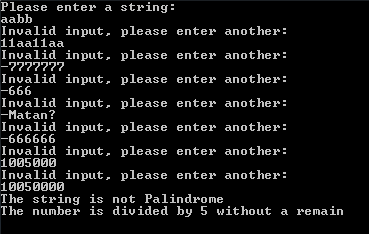 Please enter a string:
aabb
Invalid input, please enter another:
11aa11aa
Invalid input, please enter another:
-7777777
Invalid input, please enter another:
-666
Invalid input, please enter another:
-Matan?
Invalid input, please enter another:
-666666
Invalid input, please enter another:
1005000
Invalid input, please enter another:
10050000
The string is not Palindrome
The number is divided by 5 without a remain